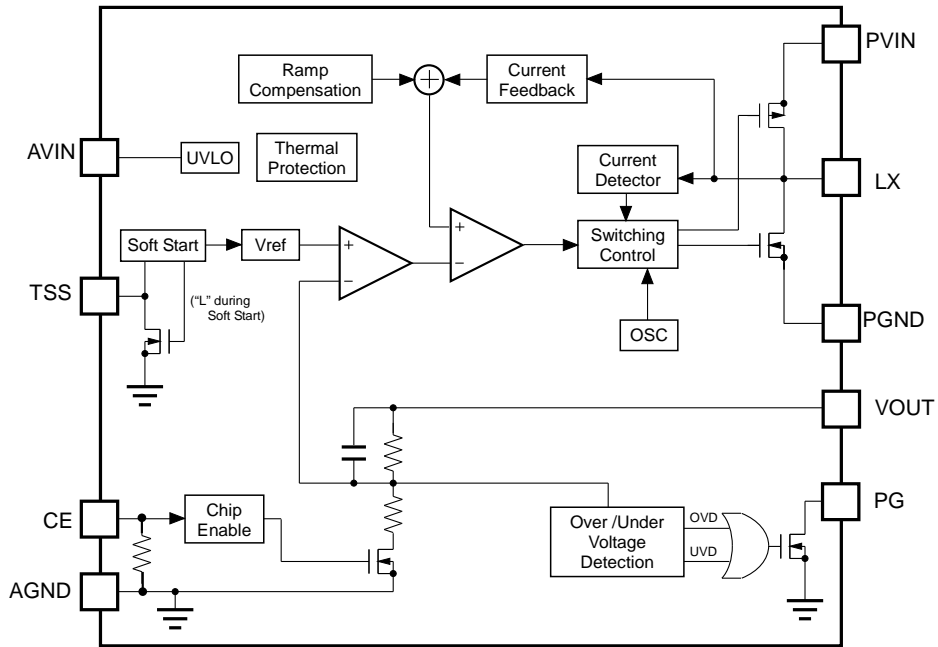 PVIN
Ramp
Compensation
+
Current
Feedback
AVIN
UVLO
Thermal
Protection
Current
Detector
LX
Soft Start
Vref
+
−
+
−
Switching
Control
TSS
("L" during
Soft Start)
OSC
PGND
VOUT
CE
Chip
Enable
PG
Over /Under
Voltage
Detection
OVD
UVD
AGND